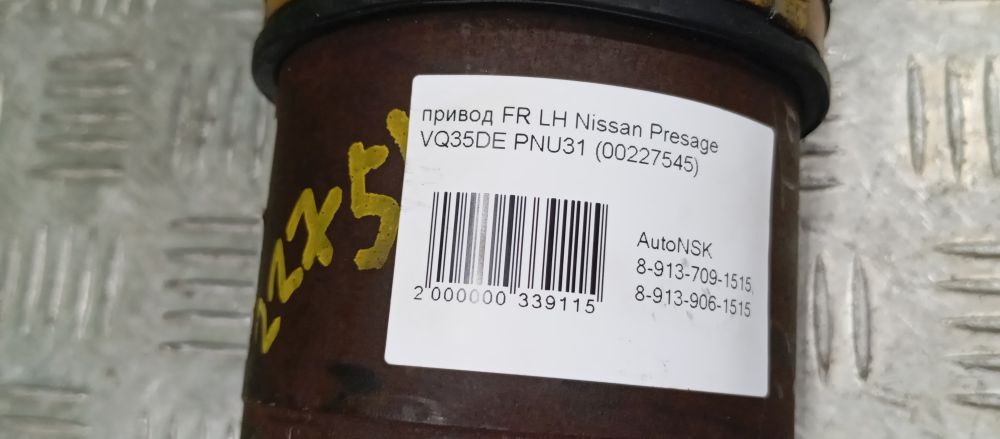 привод FR LH Nissan Presage
VQ35DE PNU31 (00227545)
AutoNSK
8-913-709-1515,
8-913-906-1515
2 000000 339115